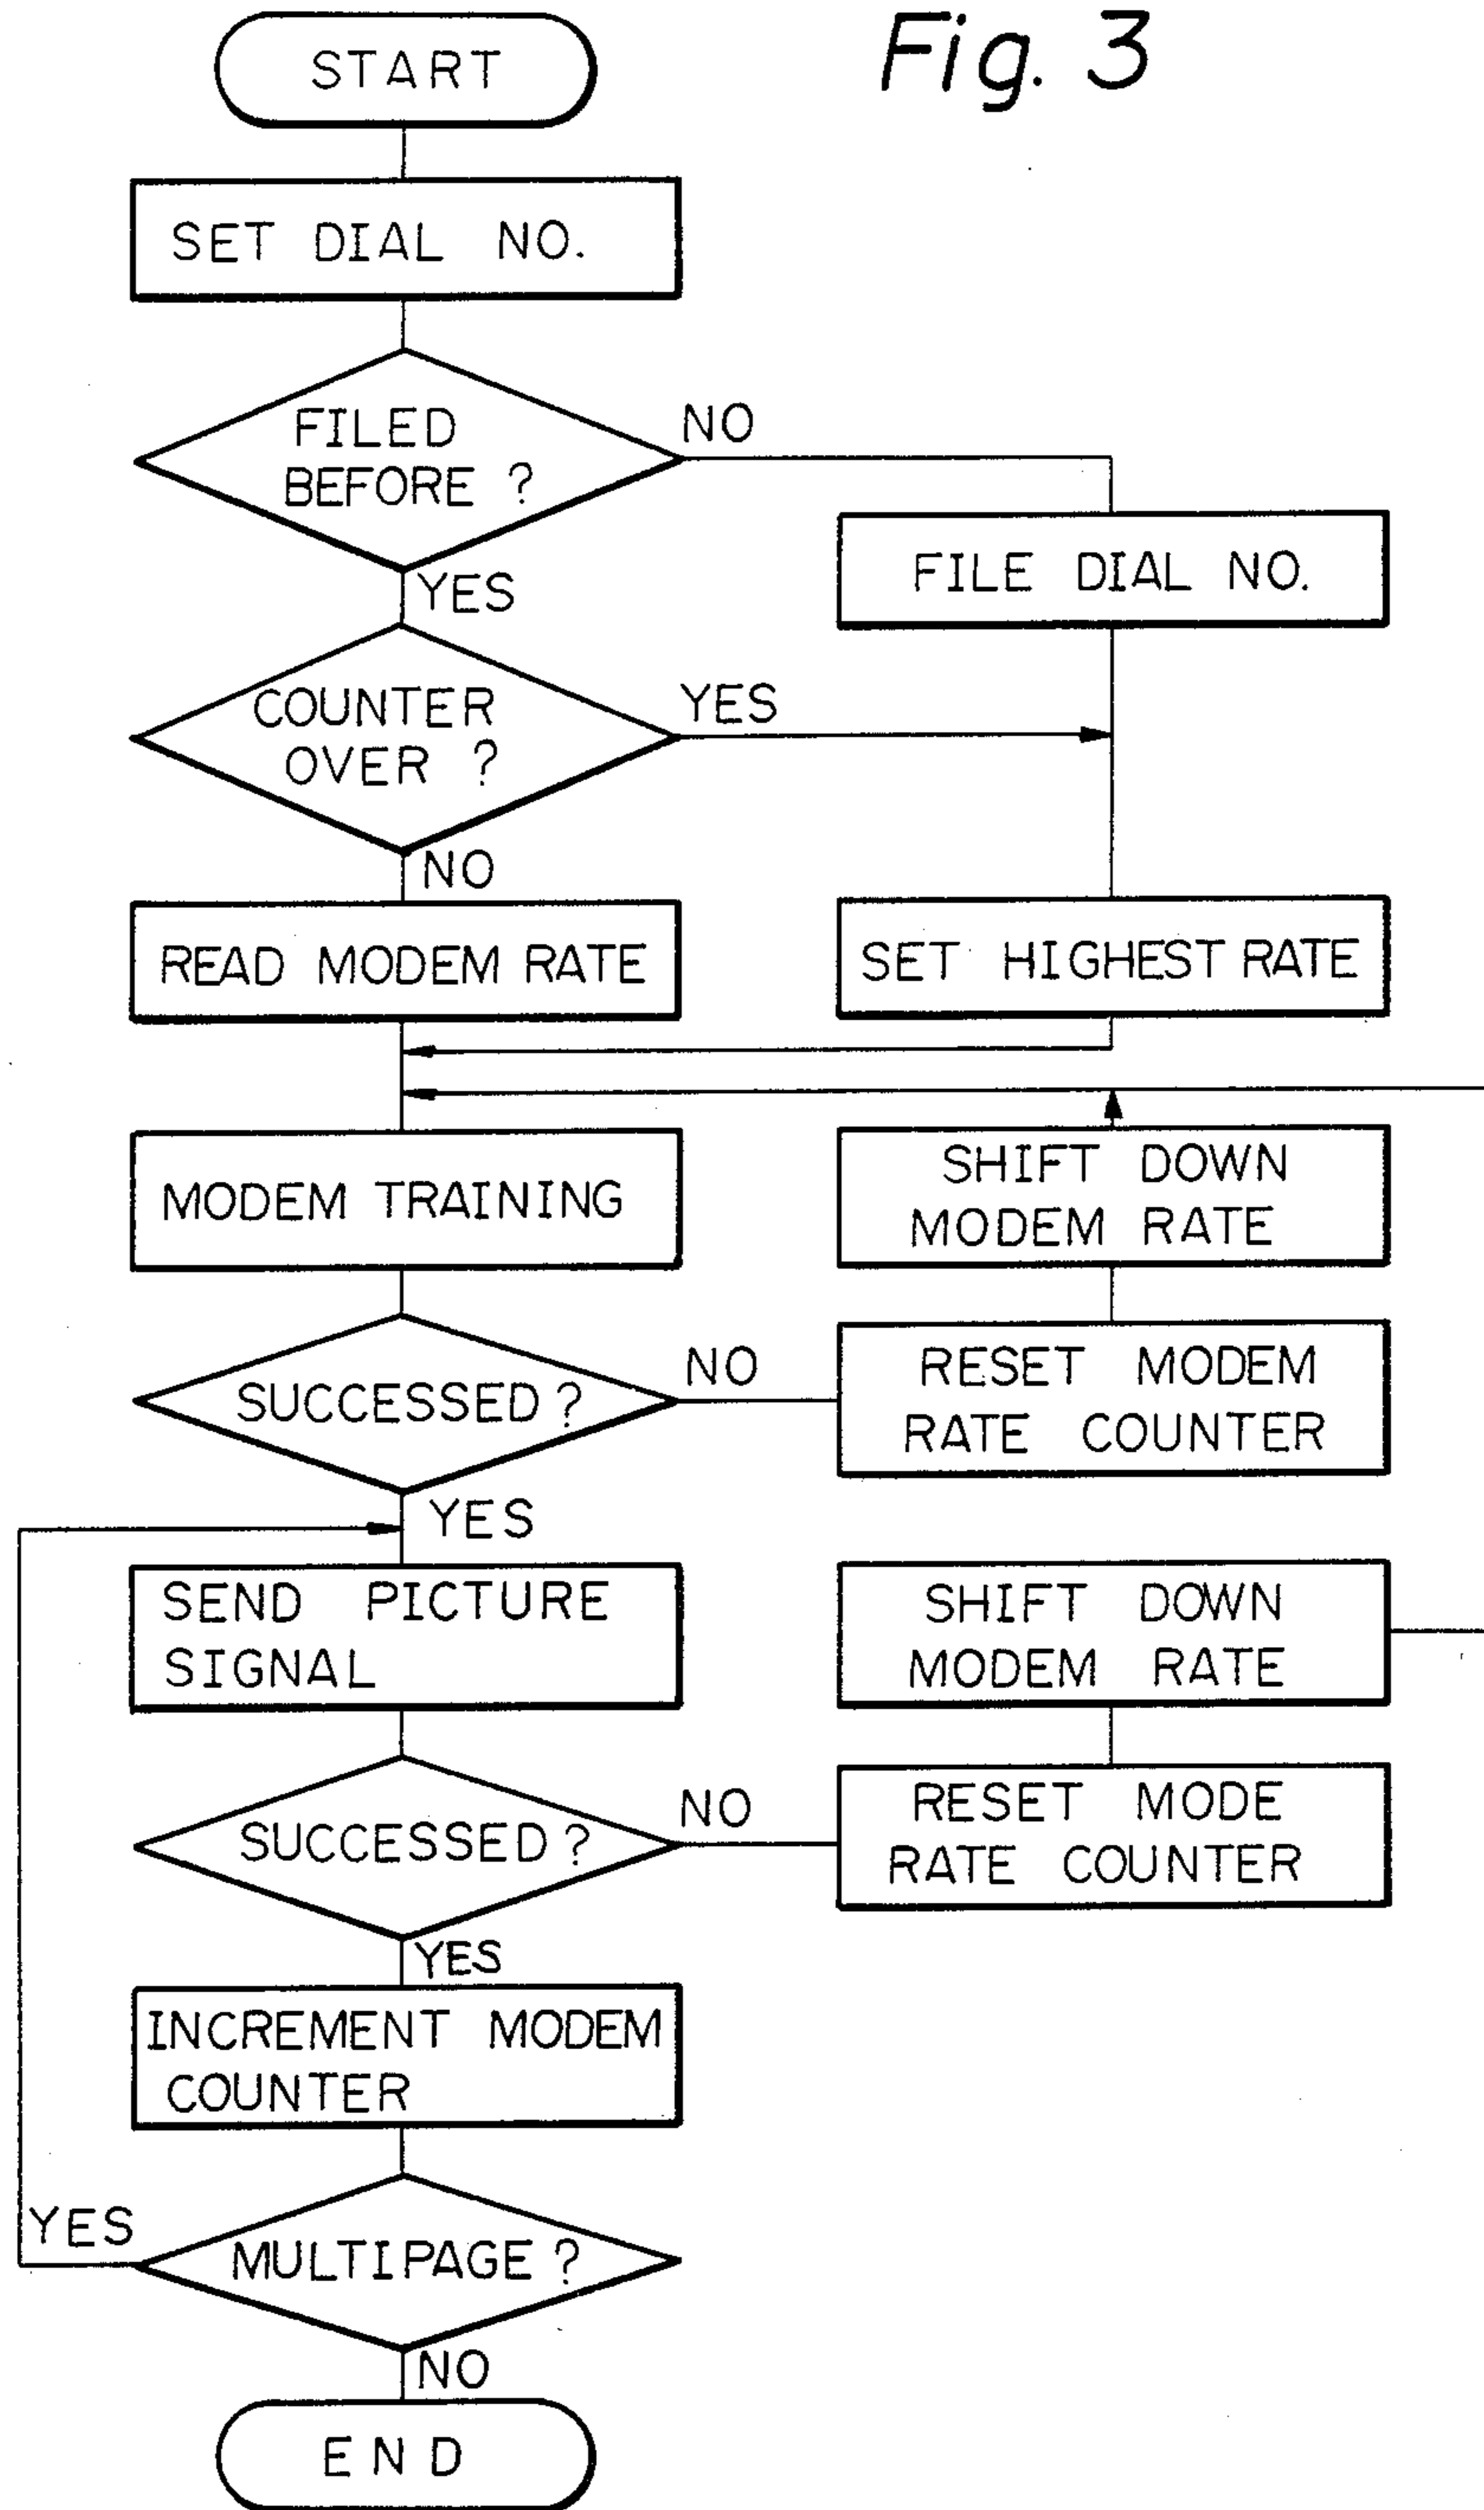 Fig. 3
START
SET DIAL NO.
FILED
BEFORE ?
NO
YES
FILE DIAL NO.
COUNTER
OVER ?
YES
NO
READ MODEM RATE
SET HIGHEST RATE
MODEM TRAINING
SHIFT DOWN
MODEM RATE
SUCCESSED ?
NO
RESET MODEM
RATE COUNTER
YES
SEND PICTURE
SIGNAL
SHIFT DOWN
MODEM RATE
SUCCESSED ?
NO
RESET MODE
RATE COUNTER
YES
INCREMENT MODEM
COUNTER
YES
MULTIPAGE ?
NO
END